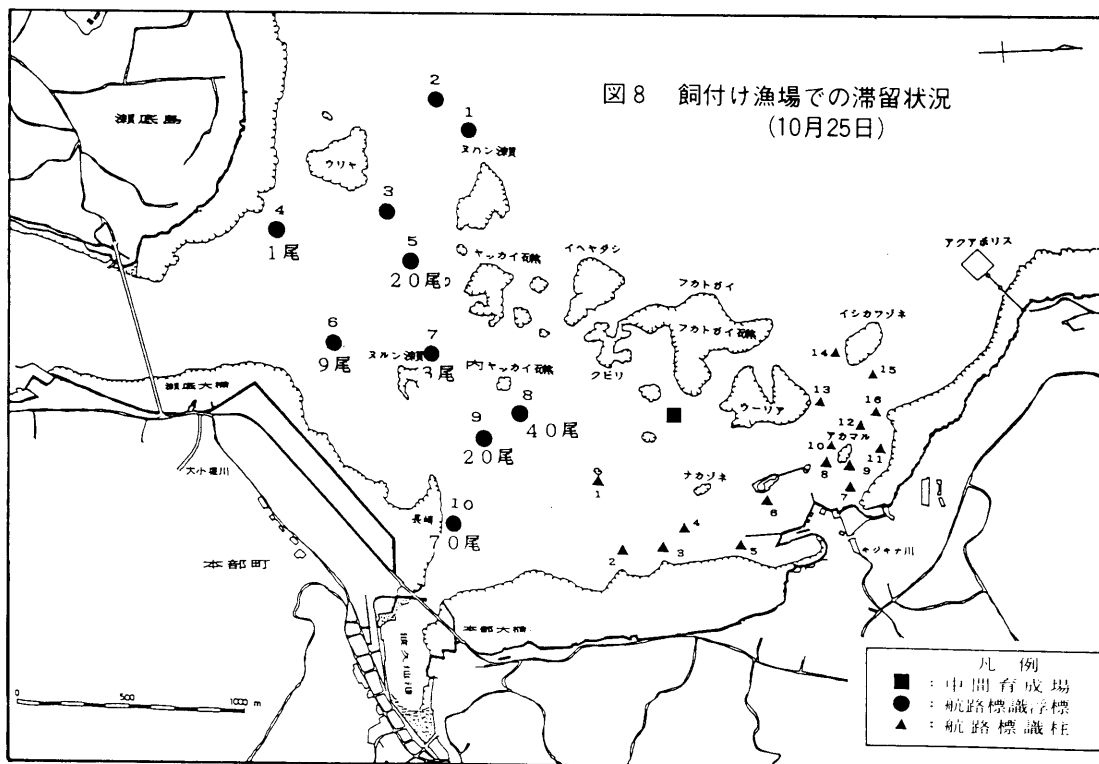 図8 飼付け漁場での滞留状況
(10月25日)
瀬底島
2
1
ヌハン瀬
ウリヤ
3
4
1尾
5
20尾
ヤッカイ礁
イヘヤタシ
フカトガイ
フカトガイ礁
クビリ
アクアポリス
イシカワゾネ
14
15
13
16
12
アカマル
10
11
8
9
7
6
9尾
7
ヌルン瀬
3尾
内ヤッカイ礁
8
40尾
9
20尾
ウーリア
瀬底大橋
大小堀川
1
ナカゾネ
6
長崎
10
70尾
4
2
3
5
本部町
本部大橋
0
500
1000 m
凡例
■ : 中間育成場
● : 航路標識浮標
▲ : 航路標識柱